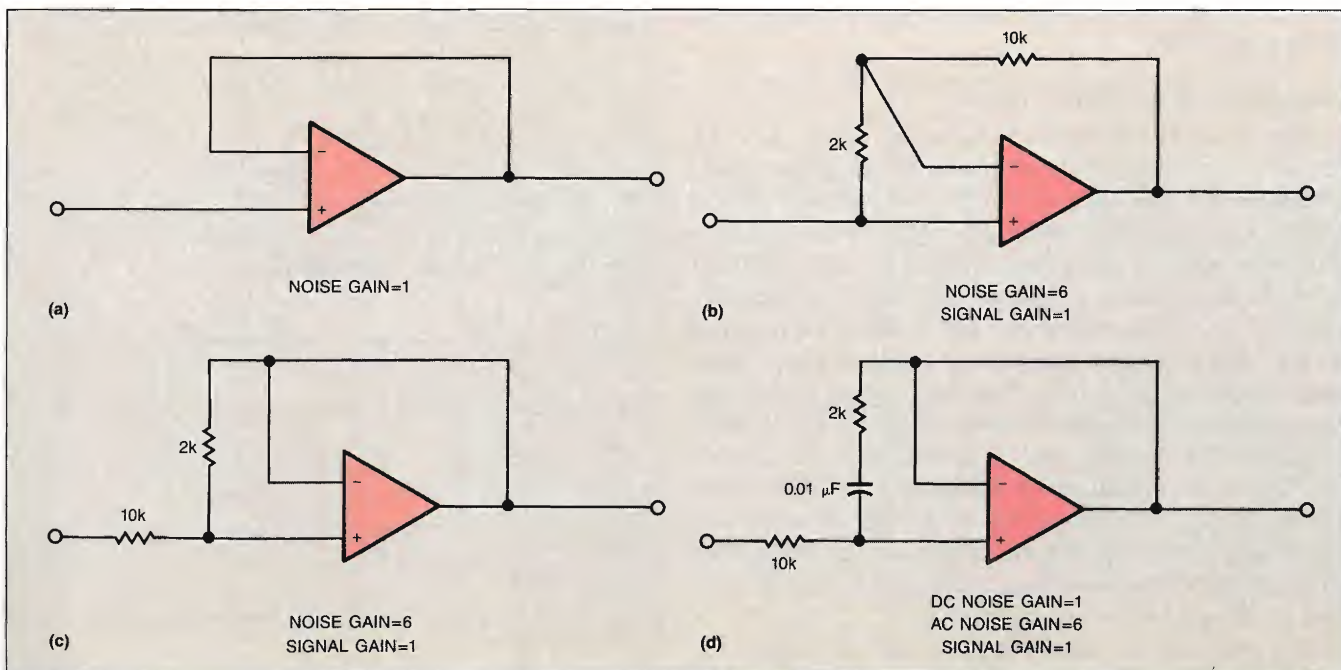 10k
2k
−
+
−
+
NOISE GAIN=1
(a)
NOISE GAIN=6
SIGNAL GAIN=1
(b)
2k
10k
−
+
NOISE GAIN=6
SIGNAL GAIN=1
(c)
2k
0.01 µF
10k
−
+
DC NOISE GAIN=1
AC NOISE GAIN=6
SIGNAL GAIN=1
(d)